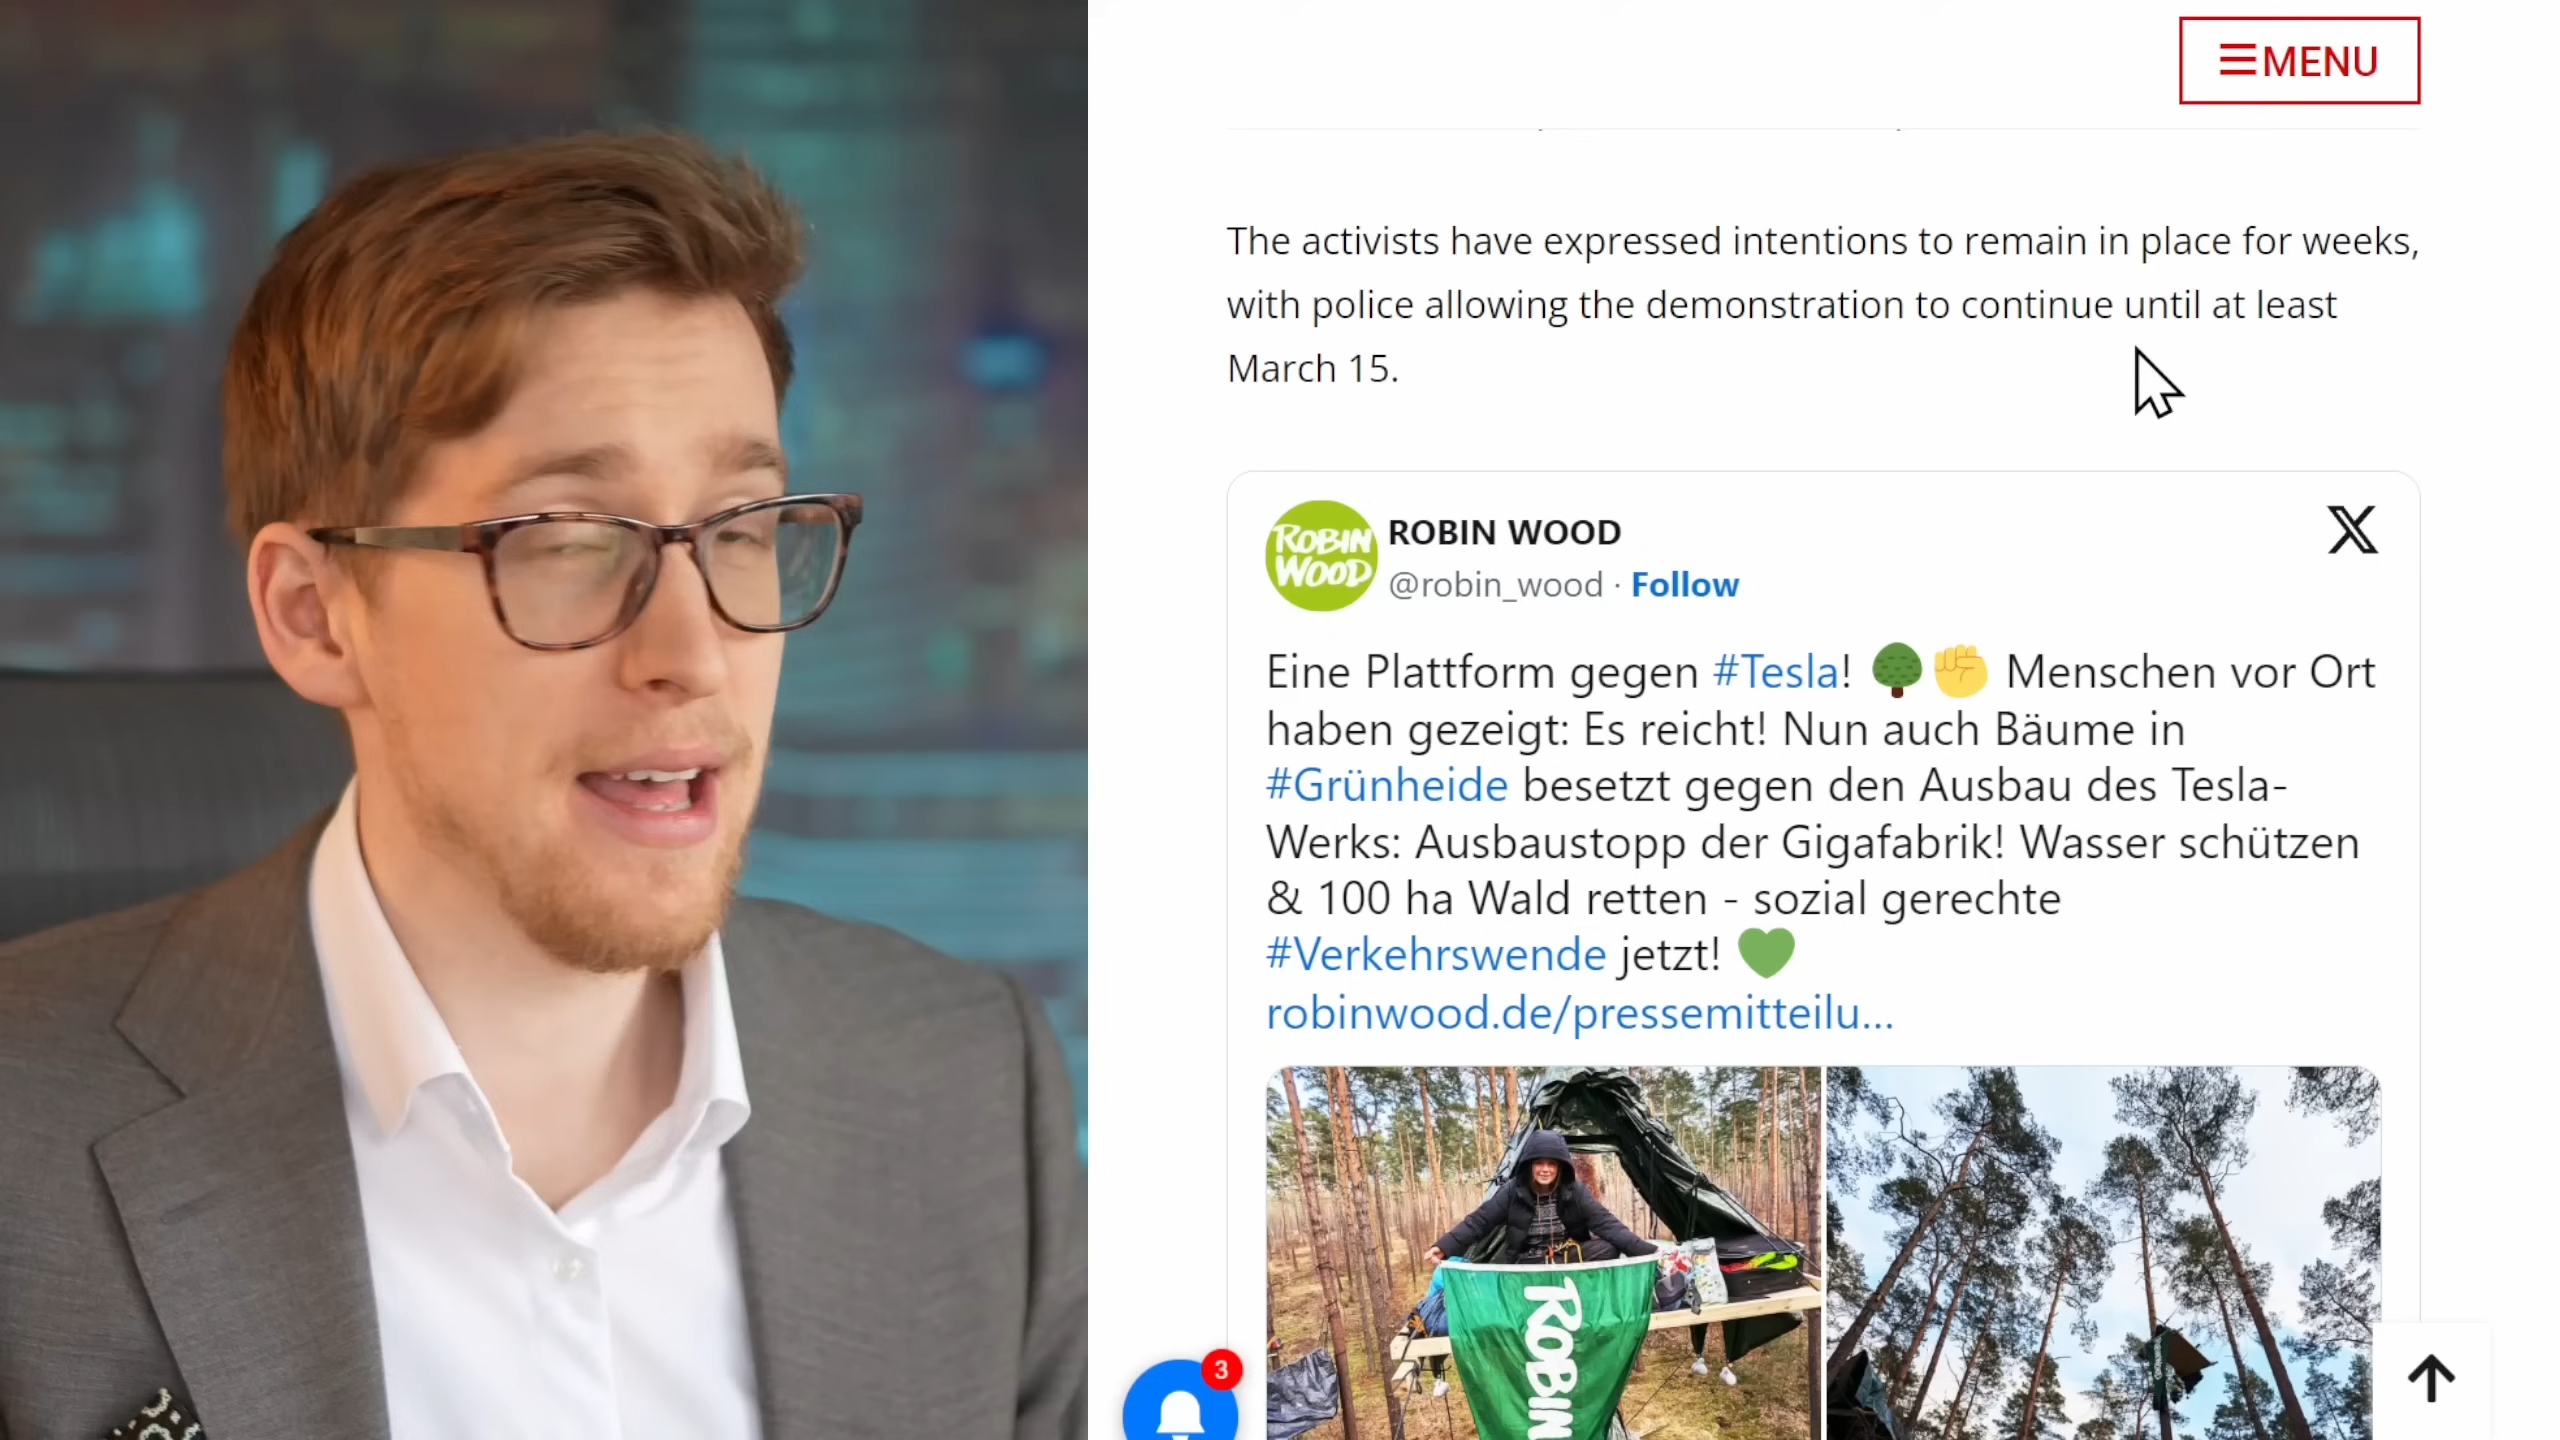 MENU
The activists have expressed intentions to remain in place for weeks,
with police allowing the demonstration to continue until at least
March 15.
ROBIN WOOD
ROBIN WOOD
@robin_wood · Follow
Eine Plattform gegen #Tesla! 🌳✊ Menschen vor Ort
haben gezeigt: Es reicht! Nun auch Bäume in
#Grünheide besetzt gegen den Ausbau des Tesla-
Werks: Ausbaustopp der Gigafabrik! Wasser schützen
& 100 ha Wald retten - sozial gerechte
#Verkehrswende jetzt! 💚
robinwood.de/pressemitteilu...
ROBIN
3